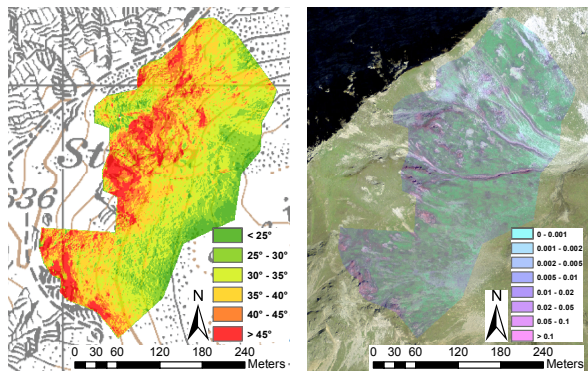 St
636
< 25°
25° - 30°
30° - 35°
35° - 40°
40° - 45°
> 45°
N
0 30 60 120 180 240
Meters
0 - 0.001
0.001 - 0.002
0.002 - 0.005
0.005 - 0.01
0.01 - 0.02
0.02 - 0.05
0.05 - 0.1
> 0.1
N
0 30 60 120 180 240
Meters